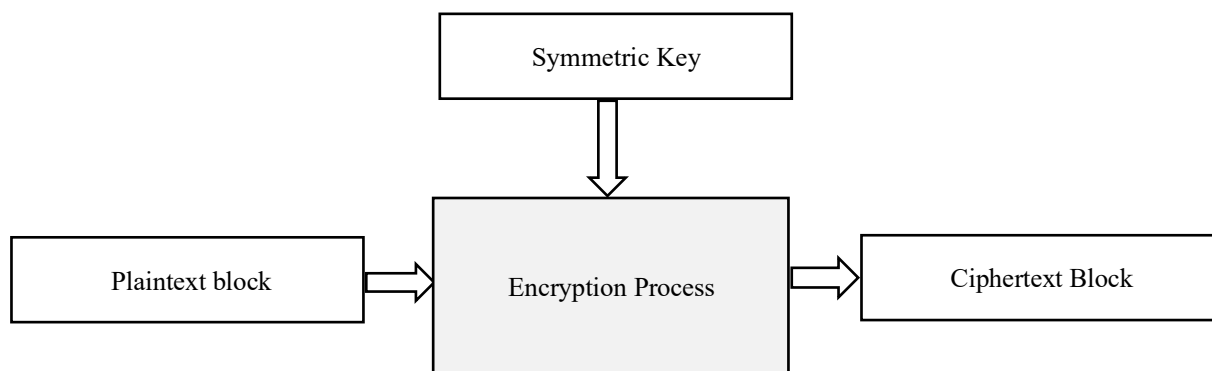 Symmetric Key
Plaintext block
Encryption Process
Ciphertext Block